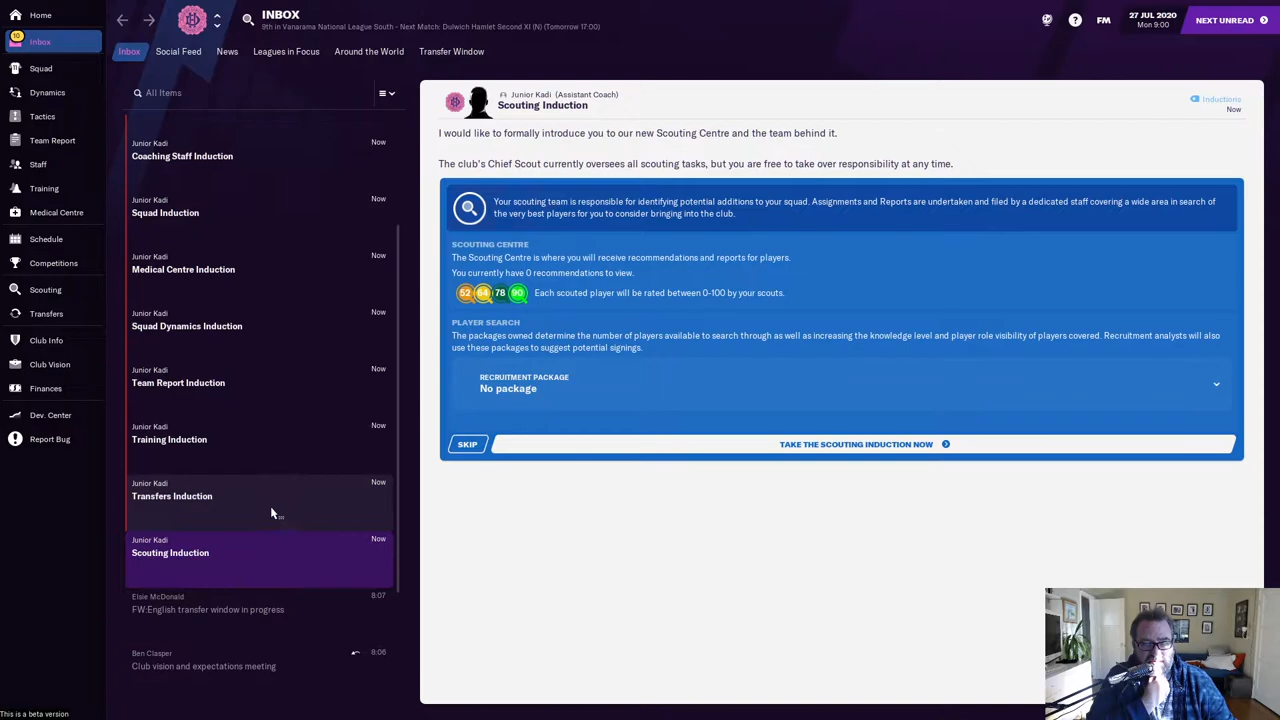 Home
10
Inbox
Squad
Dynamics
Tactics
Team Report
Staff
Training
Medical Centre
Schedule
Competitions
Scouting
Transfers
Club Info
Club Vision
Finances
Dev. Center
Report Bug
This is a beta version
INBOX
9th in Vanarama National League South - Next Match: Dulwich Hamlet Second XI (N) (Tomorrow 17:00)
FM
27 JUL 2020
Mon 9:00
NEXT UNREAD
Inbox
Social Feed
News
Leagues in Focus
Around the World
Transfer Window
All Items
Junior Kadi
Now
Coaching Staff Induction
Junior Kadi
Now
Squad Induction
Junior Kadi
Now
Medical Centre Induction
Junior Kadi
Now
Squad Dynamics Induction
Junior Kadi
Now
Team Report Induction
Junior Kadi
Now
Training Induction
Junior Kadi
Now
Transfers Induction
Junior Kadi
Now
Scouting Induction
Elsie McDonald
8:07
FW:English transfer window in progress
Ben Clasper
8:06
Club vision and expectations meeting
Junior Kadi (Assistant Coach)
Scouting Induction
Inductions
Now
I would like to formally introduce you to our new Scouting Centre and the team behind it.
The club's Chief Scout currently oversees all scouting tasks, but you are free to take over responsibility at any time.
Your scouting team is responsible for identifying potential additions to your squad. Assignments and Reports are undertaken and filed by a dedicated staff covering a wide area in search of
the very best players for you to consider bringing into the club.
SCOUTING CENTRE
The Scouting Centre is where you will receive recommendations and reports for players.
You currently have 0 recommendations to view.
52 64 78 90 Each scouted player will be rated between 0-100 by your scouts.
PLAYER SEARCH
The packages owned determine the number of players available to search through as well as increasing the knowledge level and player role visibility of players covered. Recruitment analysts will also
use these packages to suggest potential signings.
RECRUITMENT PACKAGE
No package
SKIP
TAKE THE SCOUTING INDUCTION NOW